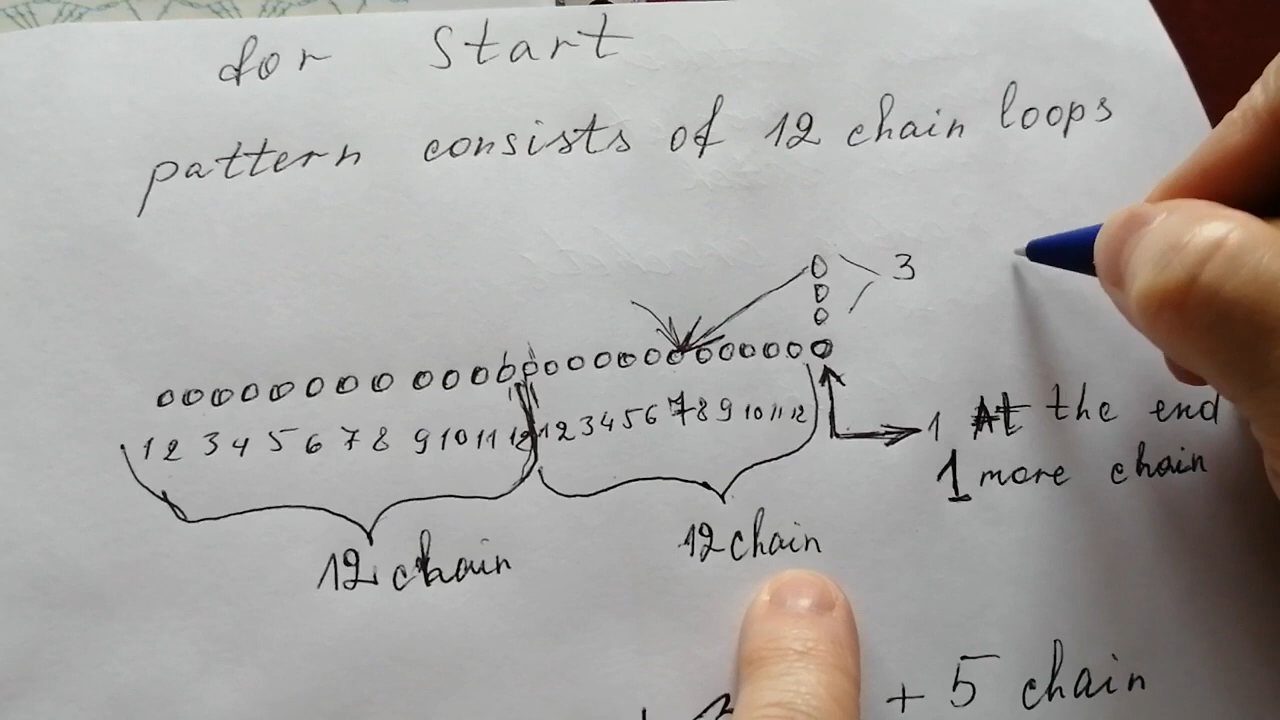 for start
pattern consists of 12 chain loops
3
1 2 3 4 5 6 7 8 9 10 11 12 1 2 3 4 5 6 7 8 9 10 11 12
1 At the end
1 more chain
12 chain
12 chain
+ 5 chain